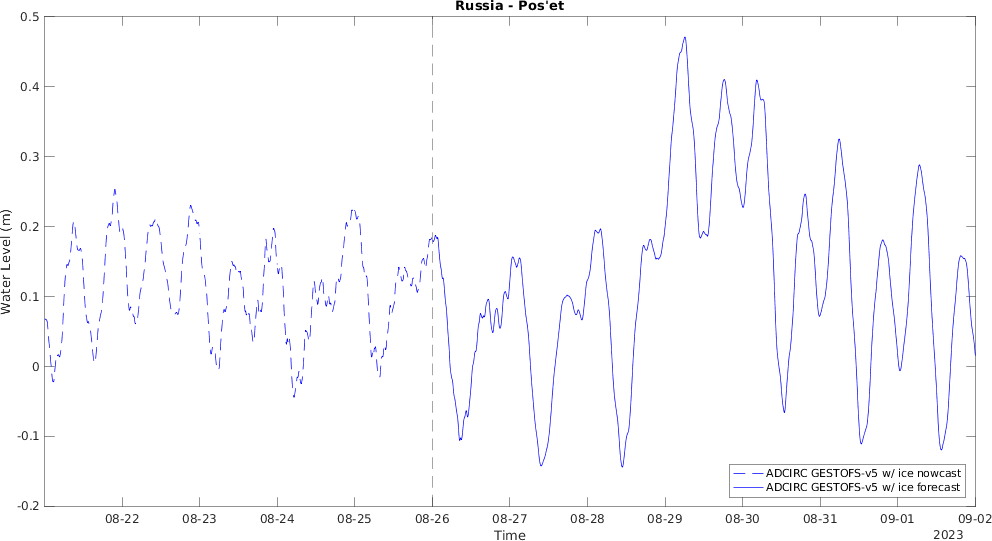 Russia - Pos'et
0.5
0.4
0.3
0.2
0.1
0
-0.1
-0.2
Water Level (m)
ADCIRC GESTOFS-v5 w/ ice nowcast
ADCIRC GESTOFS-v5 w/ ice forecast
08-22 08-23 08-24 08-25 08-26 08-27 08-28 08-29 08-30 08-31 09-01 09-02
Time
2023